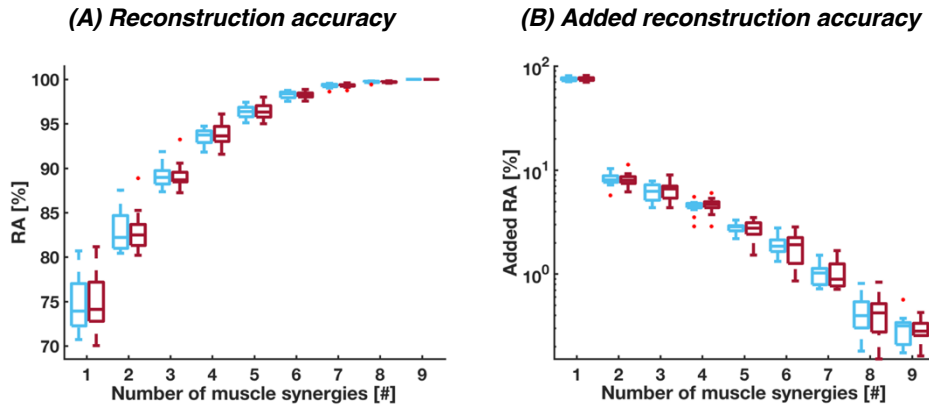 (A) Reconstruction accuracy
(B) Added reconstruction accuracy
RA [%]
100
95
90
85
80
75
70
1 2 3 4 5 6 7 8 9
Number of muscle synergies [#]
Added RA [%]
10²
10¹
10⁰
1 2 3 4 5 6 7 8 9
Number of muscle synergies [#]